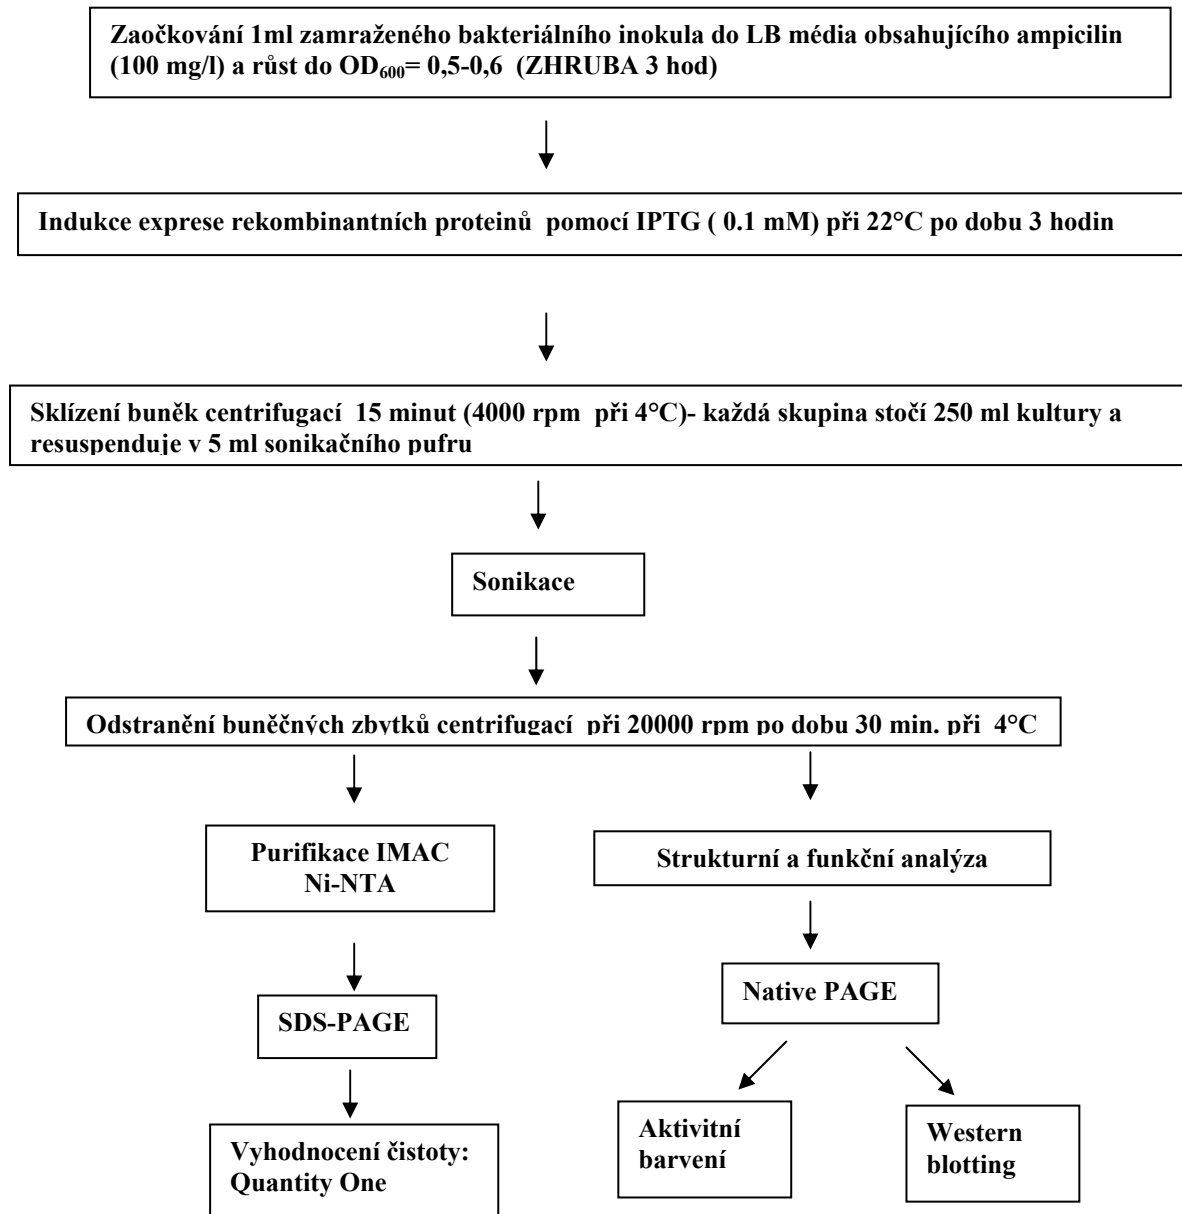 Zaočkování 1ml zamraženého bakteriálního inokula do LB média obsahujícího ampicilin
(100 mg/l) a růst do OD₆₀₀= 0,5-0,6 (ZHRUBA 3 hod)
Indukce exprese rekombinantních proteinů pomocí IPTG ( 0.1 mM) při 22°C po dobu 3 hodin
Sklízení buněk centrifugací 15 minut (4000 rpm při 4°C)- každá skupina stočí 250 ml kultury a
resuspenduje v 5 ml sonikačního pufru
Sonikace
Odstranění buněčných zbytků centrifugací při 20000 rpm po dobu 30 min. při 4°C
Purifikace IMAC
Ni-NTA
Strukturní a funkční analýza
SDS-PAGE
Native PAGE
Vyhodnocení čistoty:
Quantity One
Aktivitní
barvení
Western
blotting